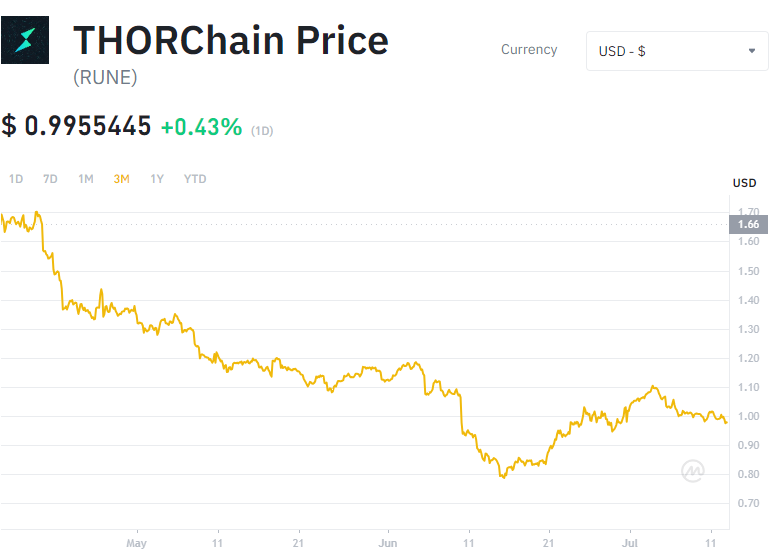 THORChain Price
(RUNE)
Currency
USD - $
$ 0.9955445 +0.43% (1D)
1D 7D 1M 3M 1Y YTD
USD
1.70
1.66
1.60
1.50
1.40
1.30
1.20
1.10
1.00
0.90
0.80
0.70
May 11 21 Jun 11 21 Jul 11